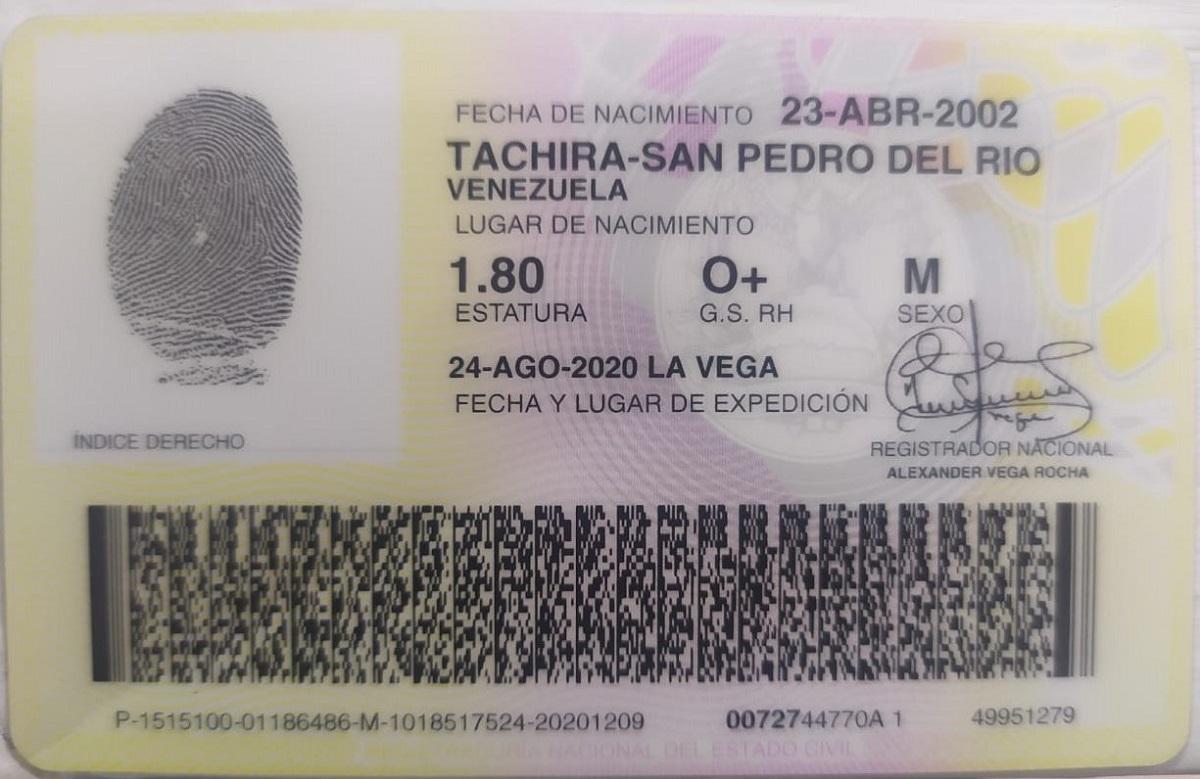 FECHA DE NACIMIENTO 23-ABR-2002
TACHIRA-SAN PEDRO DEL RIO
VENEZUELA
LUGAR DE NACIMIENTO
1.80 O+ M
ESTATURA G.S. RH SEXO
24-AGO-2020 LA VEGA
FECHA Y LUGAR DE EXPEDICIÓN
ÍNDICE DERECHO
REGISTRADOR NACIONAL
ALEXANDER VEGA ROCHA
P-1515100-01186486-M-1018517524-20201209 0072744770A 1 49951279
REGISTRADURÍA NACIONAL DEL ESTADO CIVIL